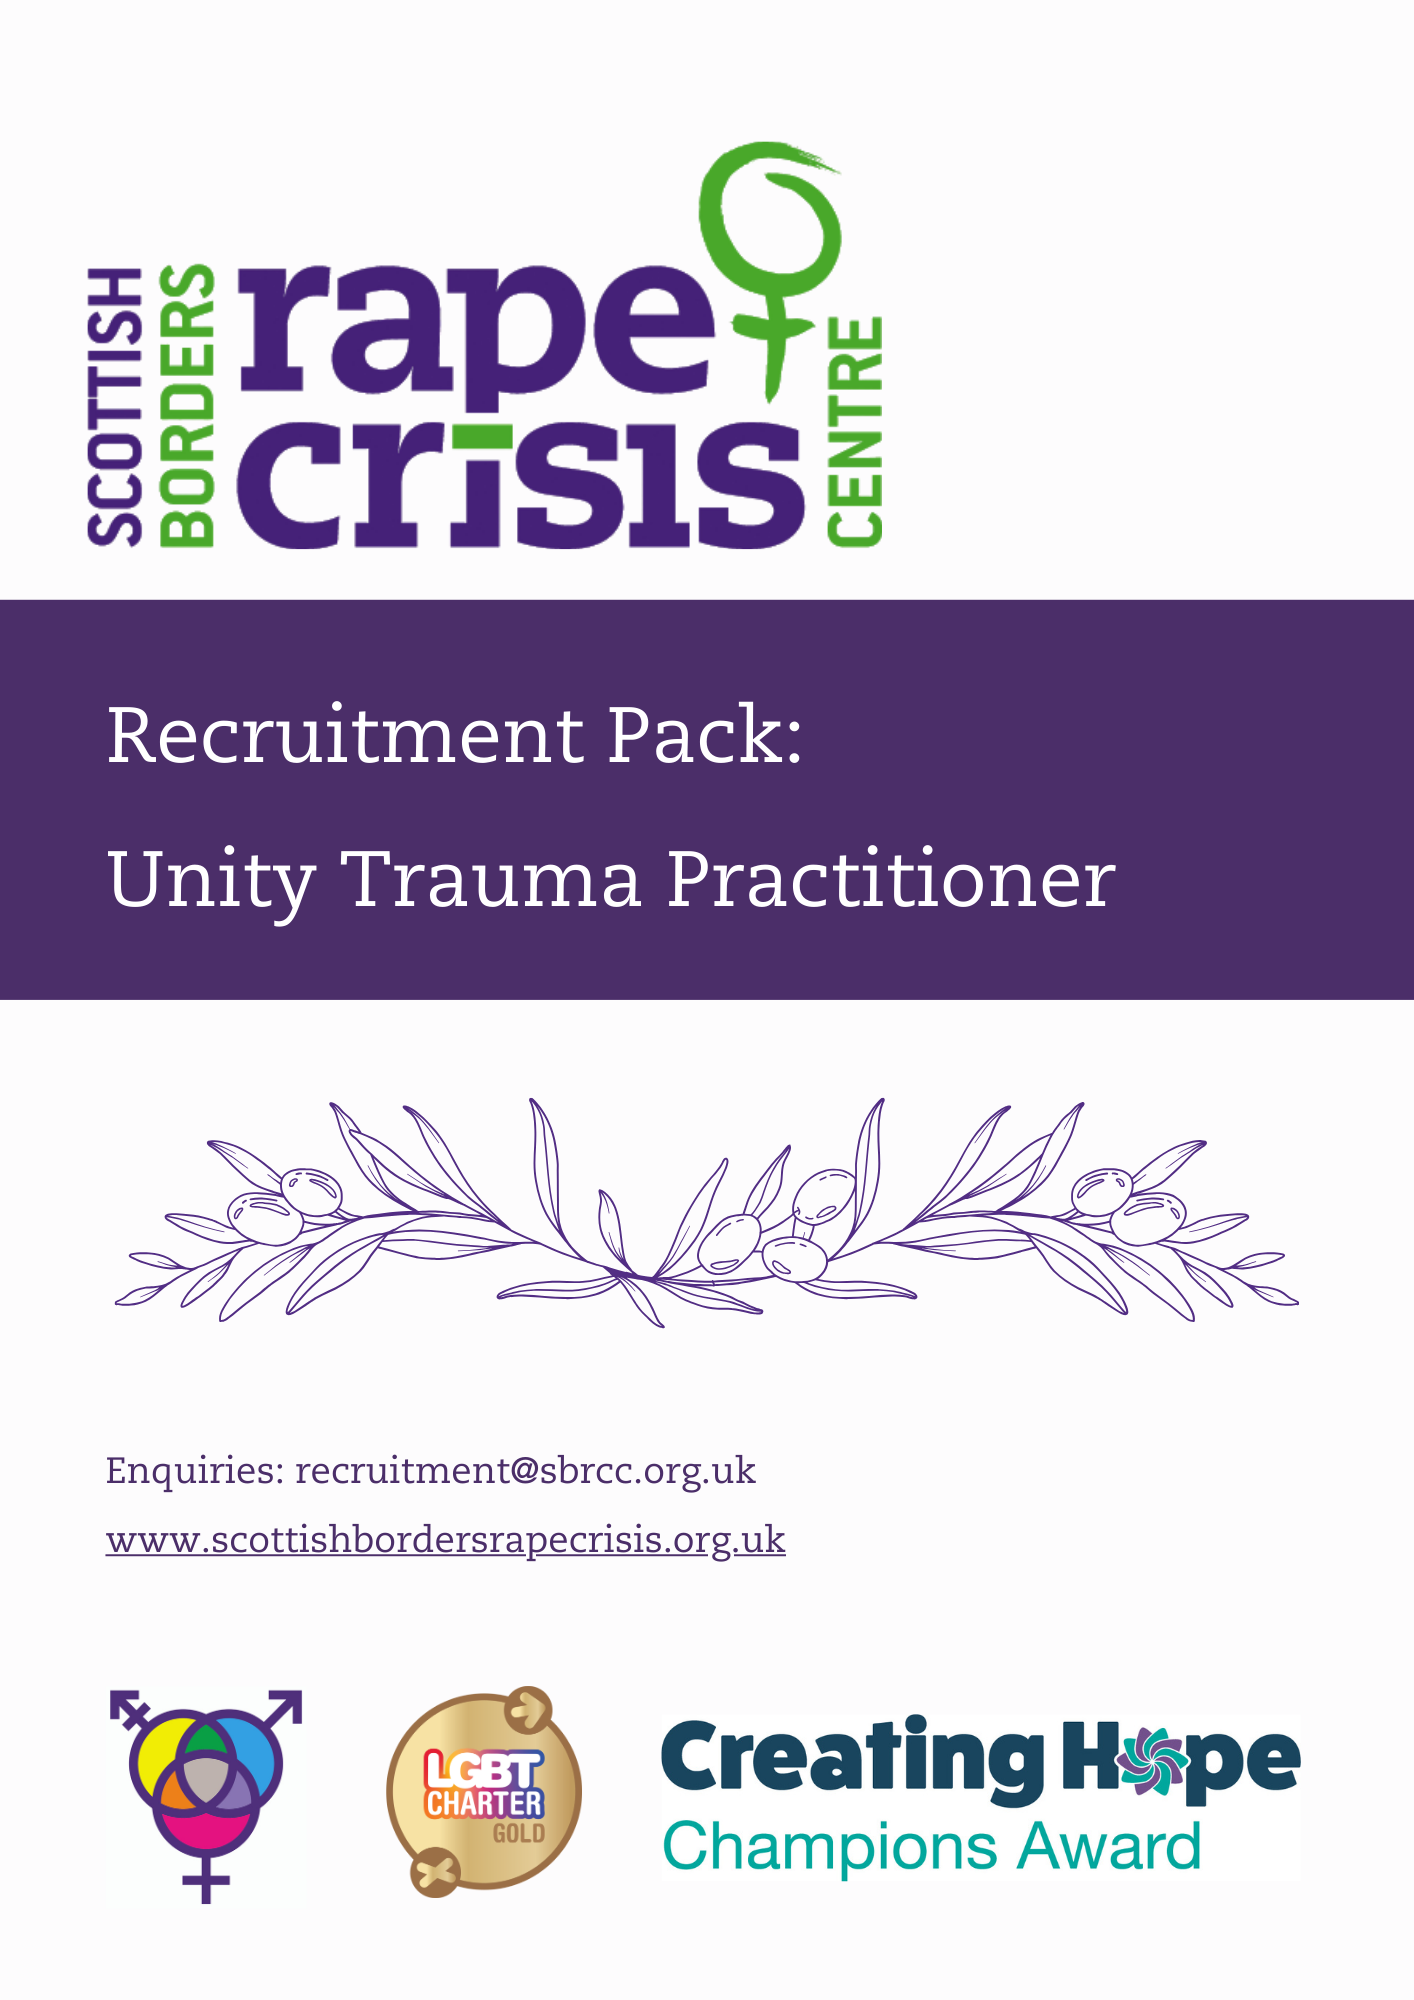 SCOTTISH
BORDERS
rape
crisis
CENTRE
Recruitment Pack:
Unity Trauma Practitioner
Enquiries: recruitment@sbrcc.org.uk
www.scottishbordersrapecrisis.org.uk
LGBT
CHARTER
GOLD
Creating Hope
Champions Award